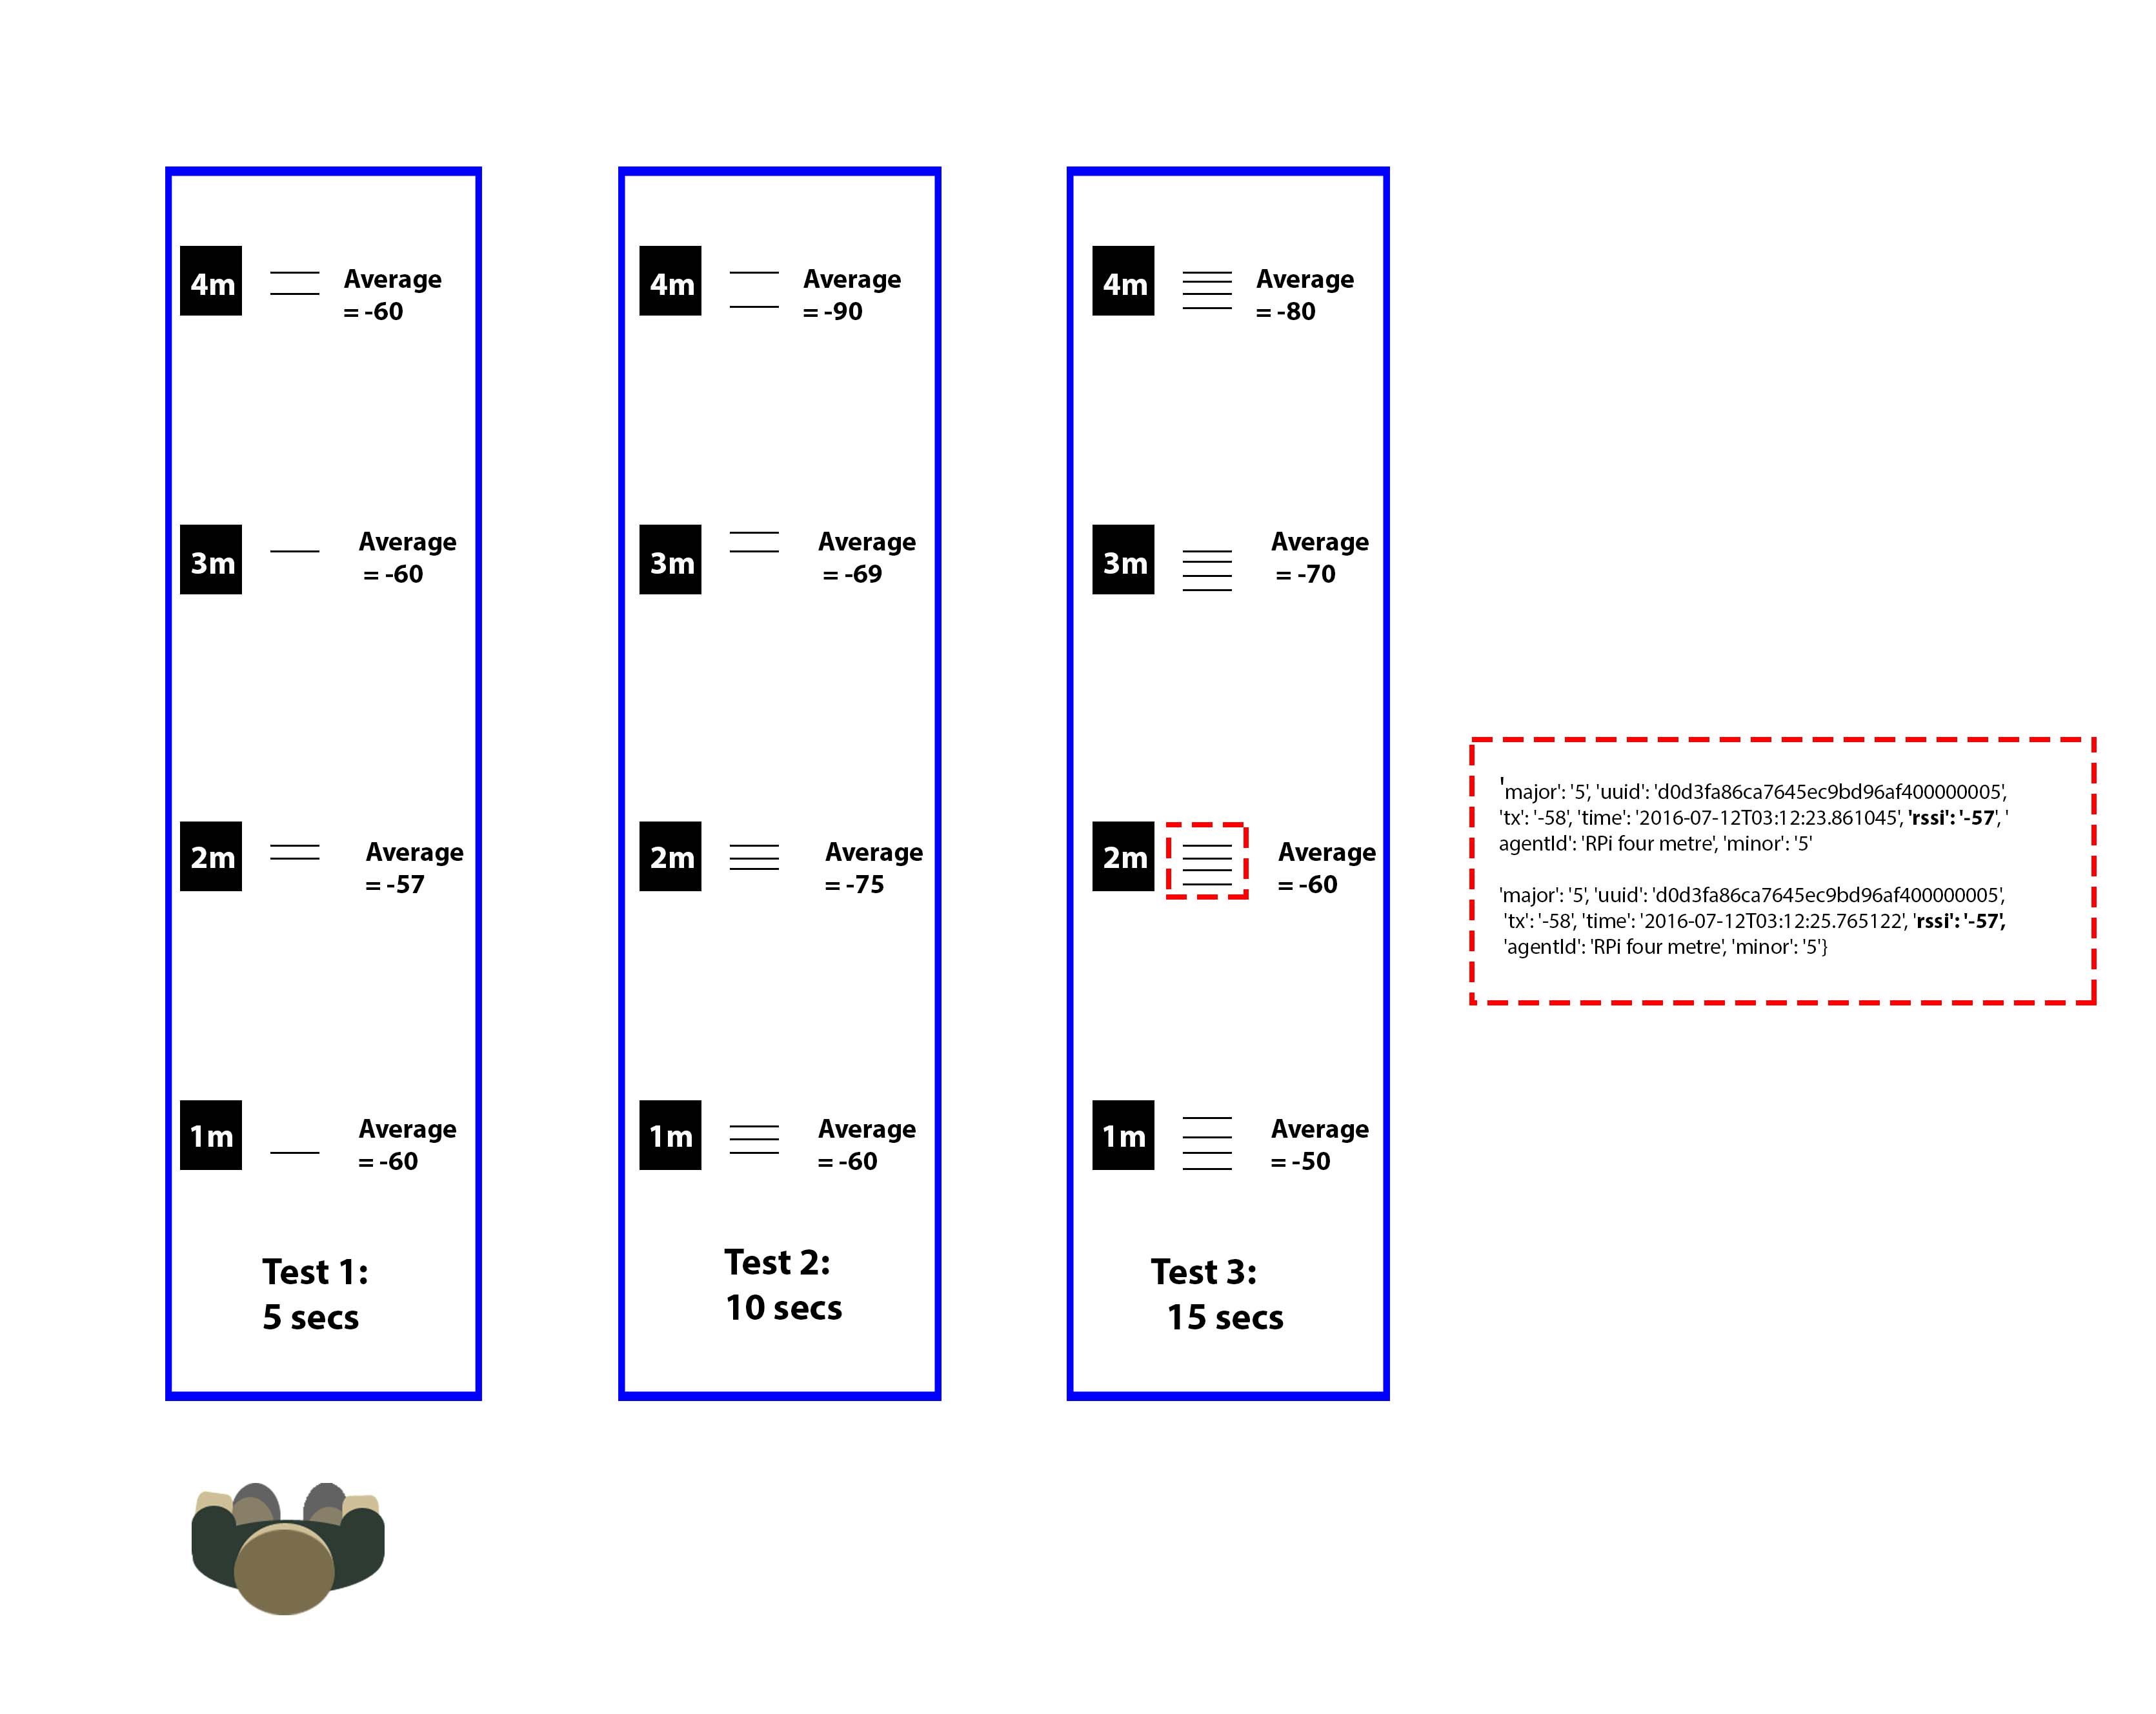 4m
Average
= -60
3m
Average
= -60
2m
Average
= -57
1m
Average
= -60
Test 1:
5 secs
4m
Average
= -90
3m
Average
= -69
2m
Average
= -75
1m
Average
= -60
Test 2:
10 secs
4m
Average
= -80
3m
Average
= -70
2m
Average
= -60
1m
Average
= -50
Test 3:
15 secs
'major': '5', 'uuid': 'd0d3fa86ca7645ec9bd96af400000005',
'tx': '-58', 'time': '2016-07-12T03:12:23.861045', 'rssi': '-57', '
agentId': 'RPi four metre', 'minor': '5'
'major': '5', 'uuid': 'd0d3fa86ca7645ec9bd96af400000005',
'tx': '-58', 'time': '2016-07-12T03:12:25.765122', 'rssi': '-57',
'agentId': 'RPi four metre', 'minor': '5'}